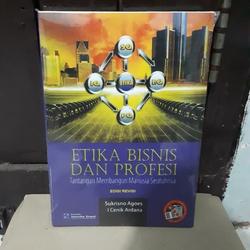 ETIKA BISNIS
DAN PROFESI
Tantangan Membangun Manusia Seutuhnya
EDISI REVISI
Sukrisno Agoes
I Cenik Ardana